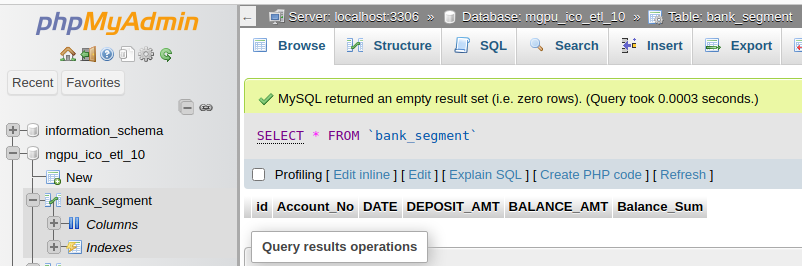 phpMyAdmin
Recent Favorites
information_schema
mgpu_ico_etl_10
New
bank_segment
Columns
Indexes
Server: localhost:3306 » Database: mgpu_ico_etl_10 » Table: bank_segment
Browse Structure SQL Search Insert Export
MySQL returned an empty result set (i.e. zero rows). (Query took 0.0003 seconds.)
SELECT * FROM `bank_segment`
Profiling [ Edit inline ] [ Edit ] [ Explain SQL ] [ Create PHP code ] [ Refresh ]
id Account_No DATE DEPOSIT_AMT BALANCE_AMT Balance_Sum
Query results operations